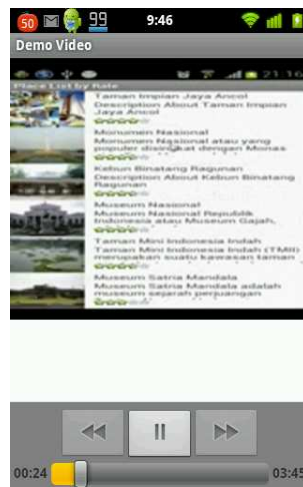 50 99 9:46
Demo Video
21:16
Place List by Rate
Taman Impian Jaya Ancol
Description About Taman Impian
Jaya Ancol
Monumen Nasional
Monumen Nasional atau yang
populer disingkat dengan Monas
Kebun Binatang Ragunan
Description About Kebun Binatang
Ragunan
Museum Nasional
Museum Nasional Republik
Indonesia atau Museum Gajah,
Taman Mini Indonesia Indah
Taman Mini Indonesia Indah (TMII)
merupakan suatu kawasan taman
Museum Satria Mandala
Museum Satria Mandala adalah
museum sejarah perjuangan
00:24 03:45